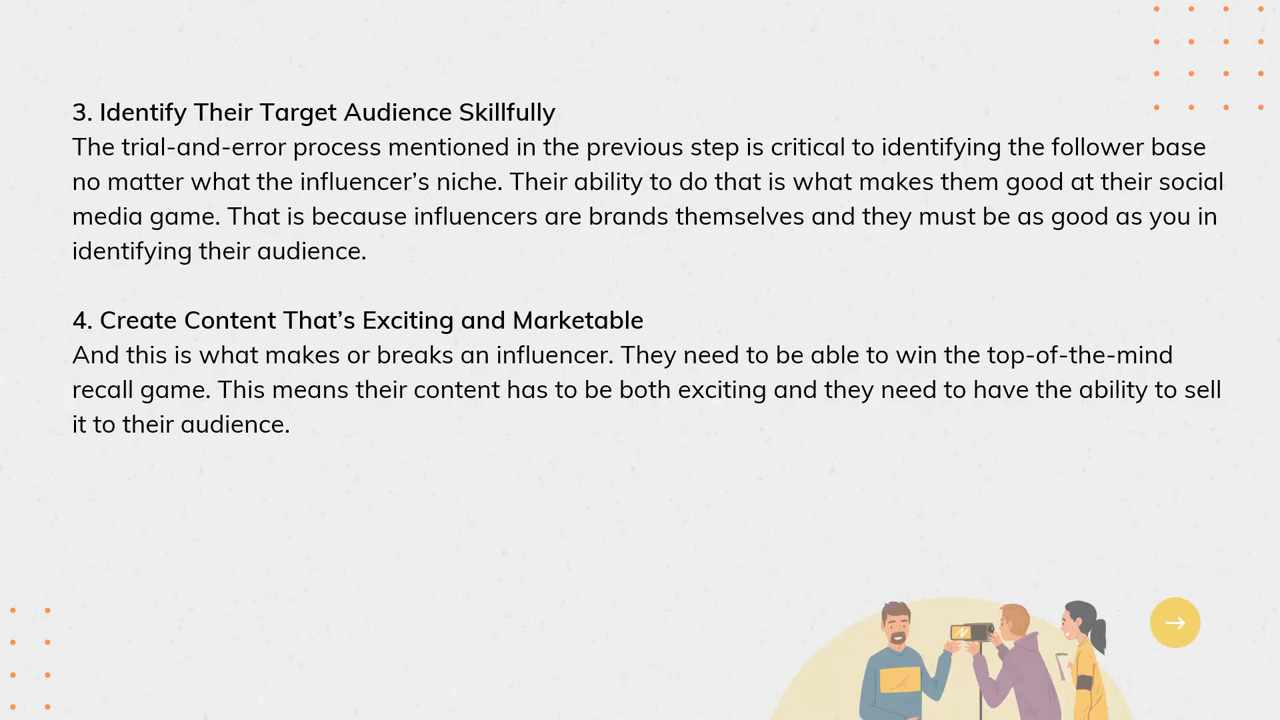 3. Identify Their Target Audience Skillfully
The trial-and-error process mentioned in the previous step is critical to identifying the follower base
no matter what the influencer’s niche. Their ability to do that is what makes them good at their social
media game. That is because influencers are brands themselves and they must be as good as you in
identifying their audience.
4. Create Content That’s Exciting and Marketable
And this is what makes or breaks an influencer. They need to be able to win the top-of-the-mind
recall game. This means their content has to be both exciting and they need to have the ability to sell
it to their audience.